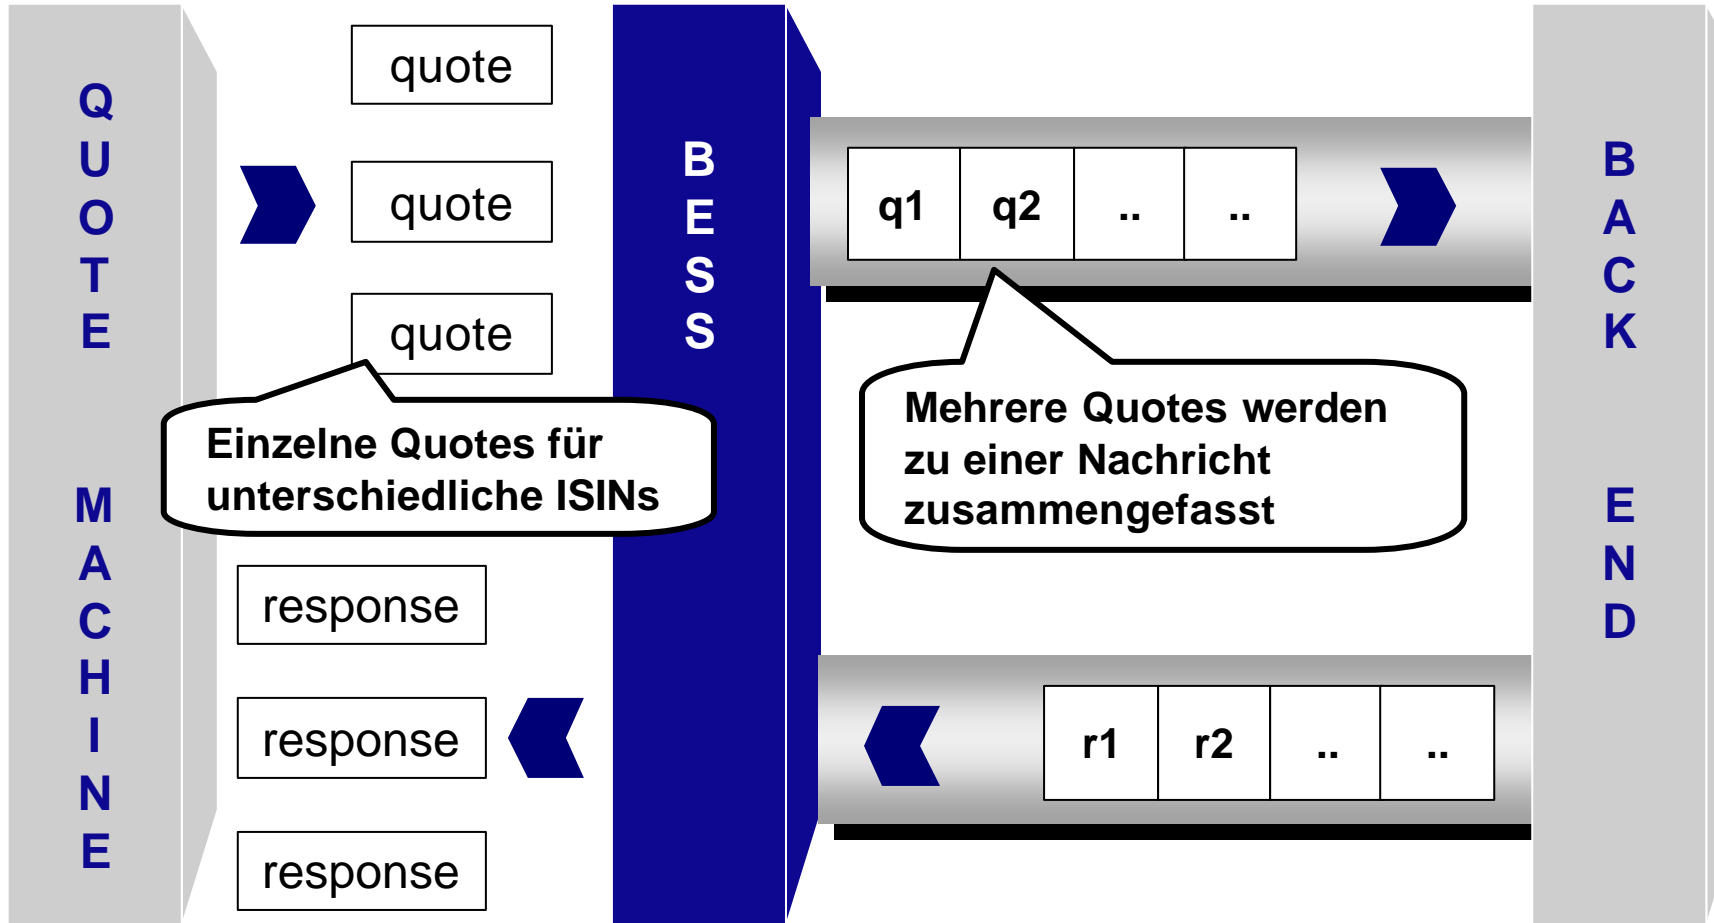 QUOTE MACHINE
quote
quote
quote
Einzelne Quotes für
unterschiedliche ISINs
response
response
response
BESS
q1 q2 .. ..
Mehrere Quotes werden
zu einer Nachricht
zusammengefasst
r1 r2 .. ..
BACK END